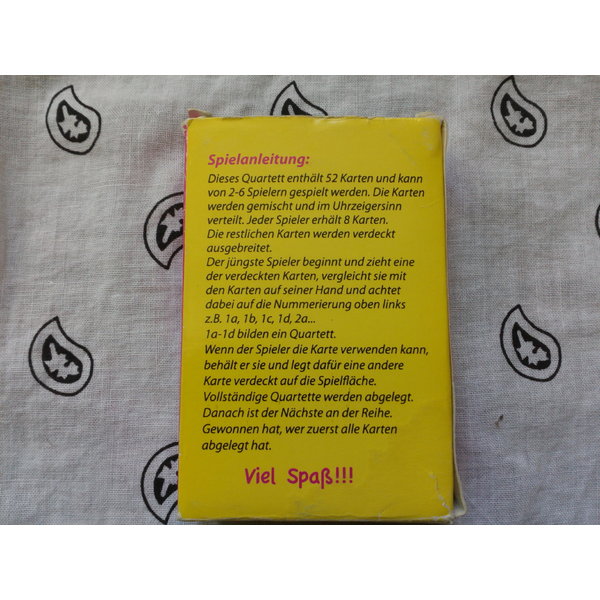 Spielanleitung:
Dieses Quartett enthält 52 Karten und kann
von 2-6 Spielern gespielt werden. Die Karten
werden gemischt und im Uhrzeigersinn
verteilt. Jeder Spieler erhält 8 Karten.
Die restlichen Karten werden verdeckt
ausgebreitet.
Der jüngste Spieler beginnt und zieht eine
der verdeckten Karten, vergleicht sie mit
den Karten auf seiner Hand und achtet
dabei auf die Nummerierung oben links
z.B. 1a, 1b, 1c, 1d, 2a...
1a-1d bilden ein Quartett.
Wenn der Spieler die Karte verwenden kann,
behält er sie und legt dafür eine andere
Karte verdeckt auf die Spielfläche.
Vollständige Quartette werden abgelegt.
Danach ist der Nächste an der Reihe.
Gewonnen hat, wer zuerst alle Karten
abgelegt hat.
Viel Spaß!!!